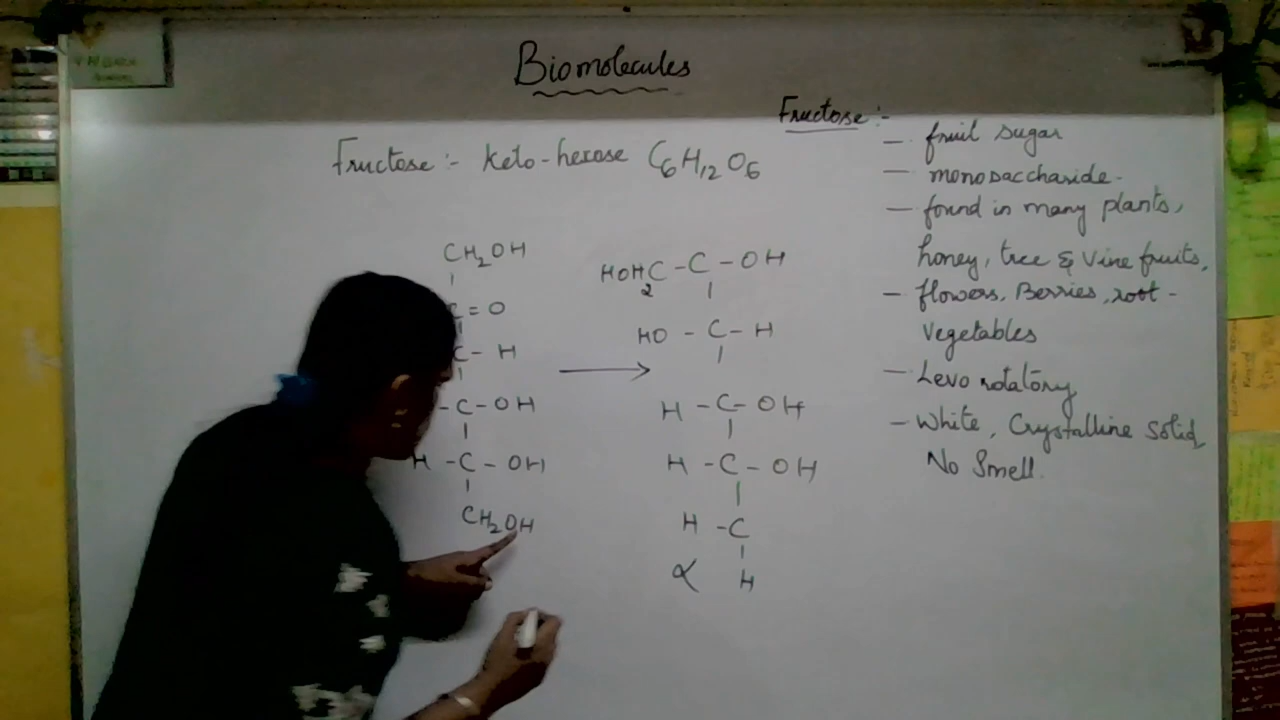 Biomolecules
Fructose :- keto-hexose C6H12O6
CH2OH
C = O
C - H
- C - OH
H - C - OH
CH2OH
HOH2C - C - OH
HO - C - H
H - C - OH
H - C - OH
H - C
α H
Fructose :-
- fruit sugar
- monosaccharide.
- found in many plants,
honey, tree & Vine fruits,
- flowers, Berries, root -
Vegetables
- Levo rotatory
- White, Crystalline solid,
No Smell.